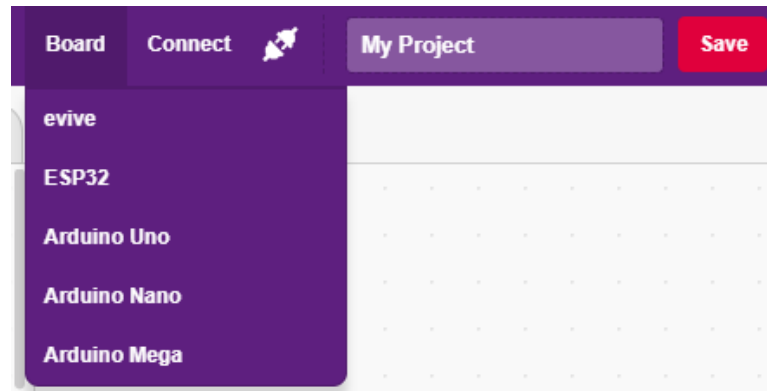 Board Connect My Project Save
evive
ESP32
Arduino Uno
Arduino Nano
Arduino Mega